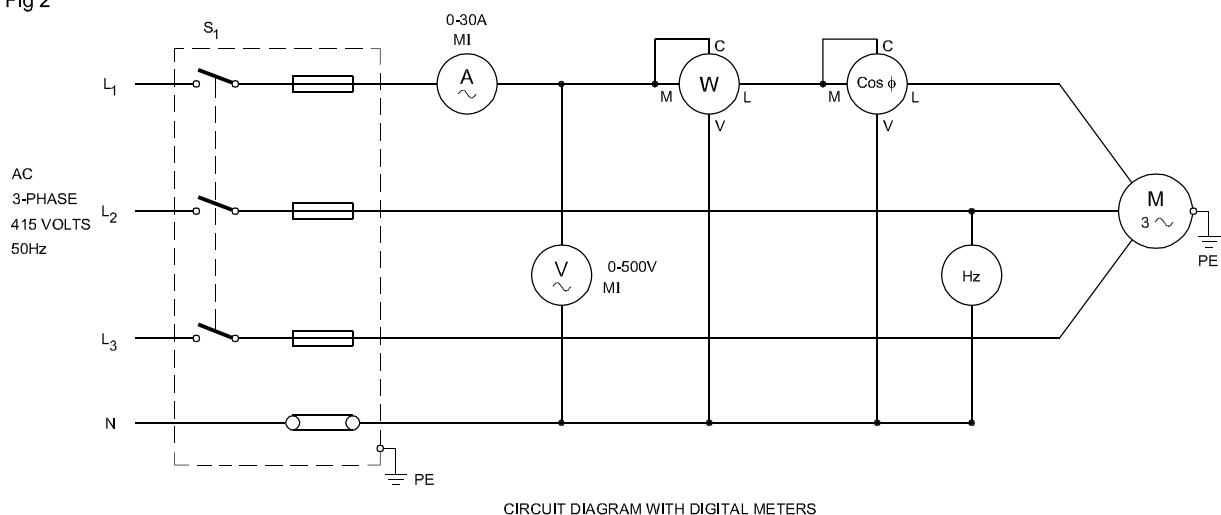 Fig 2
S1
0-30A
MI
A
C
W
M
L
V
C
Cos ϕ
M
L
V
L1
AC
3-PHASE
415 VOLTS
50Hz
L2
M
3
PE
V
0-500V
MI
Hz
L3
N
PE
CIRCUIT DIAGRAM WITH DIGITAL METERS